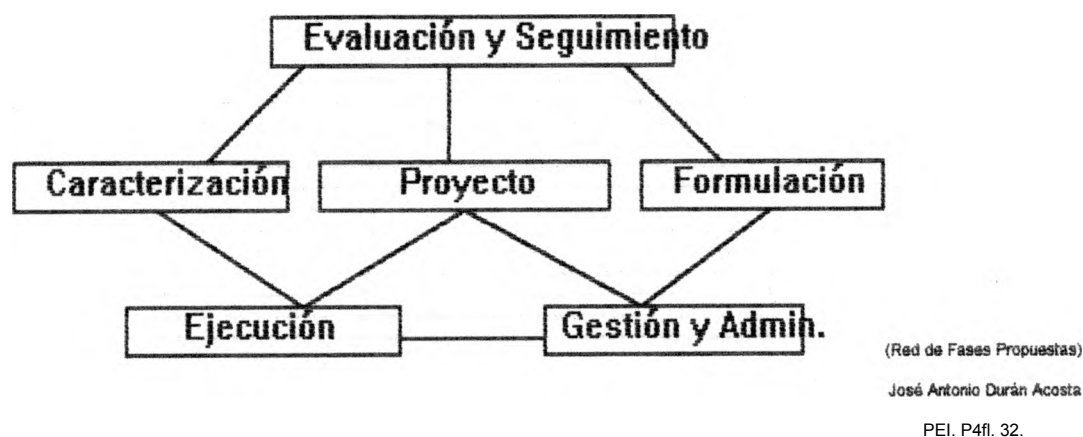 Evaluación y Seguimiento
Caracterización
Proyecto
Formulación
Ejecución
Gestión y Admin.
(Red de Fases Propuestas)
José Antonio Durán Acosta
PEI. P4fl. 32.